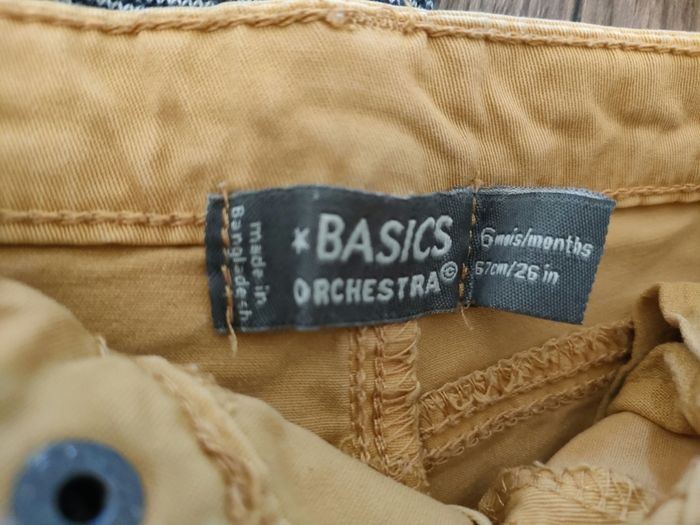 made in
Bangladesh
*BASICS
ORCHESTRA©
6 mois/months
67cm/26 in